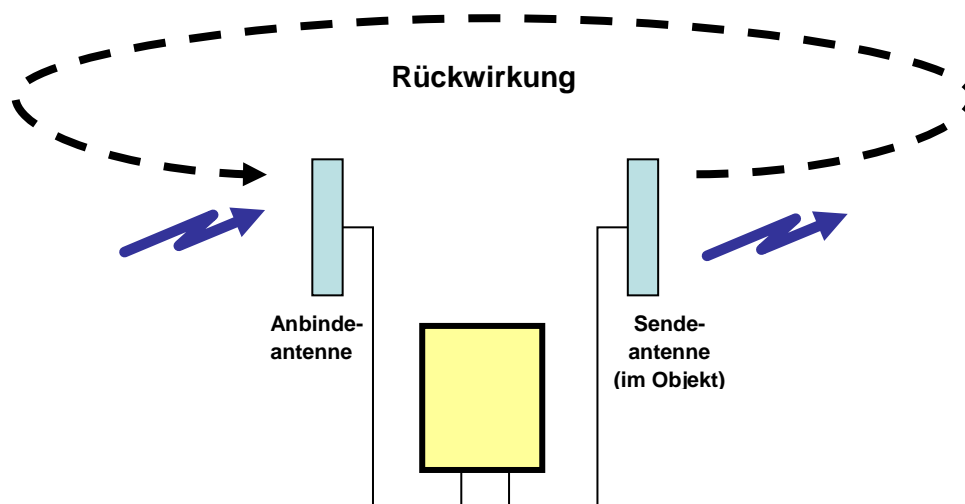 Rückwirkung
Anbinde-
antenne
Sende-
antenne
(im Objekt)